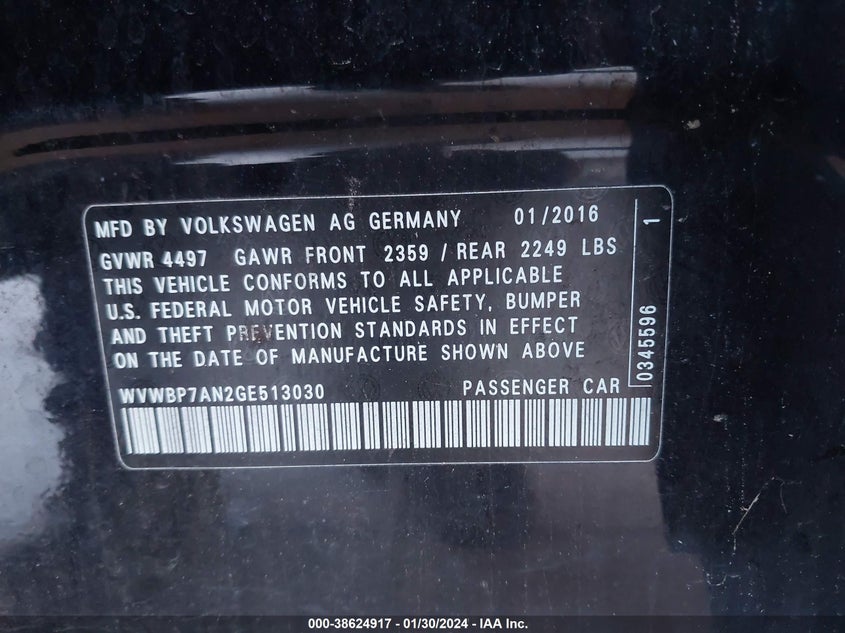 MFD BY VOLKSWAGEN AG GERMANY 01/2016
GVWR 4497 GAWR FRONT 2359 / REAR 2249 LBS
THIS VEHICLE CONFORMS TO ALL APPLICABLE
U.S. FEDERAL MOTOR VEHICLE SAFETY, BUMPER
AND THEFT PREVENTION STANDARDS IN EFFECT
ON THE DATE OF MANUFACTURE SHOWN ABOVE
WVWBP7AN2GE513030 PASSENGER CAR
0345596 1
000-38624917 - 01/30/2024 - IAA Inc.